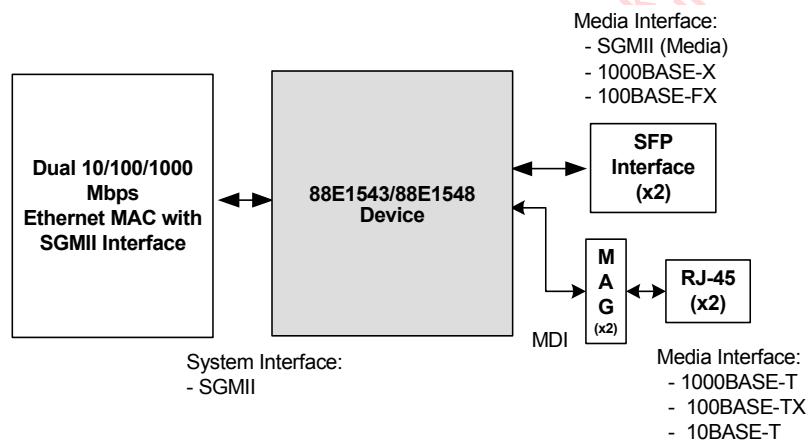 Media Interface:
- SGMII (Media)
- 1000BASE-X
- 100BASE-FX
Dual 10/100/1000
Mbps
Ethernet MAC with
SGMII Interface
88E1543/88E1548
Device
SFP
Interface
(x2)
M
A
G
(x2)
RJ-45
(x2)
MDI
System Interface:
- SGMII
Media Interface:
- 1000BASE-T
- 100BASE-TX
- 10BASE-T